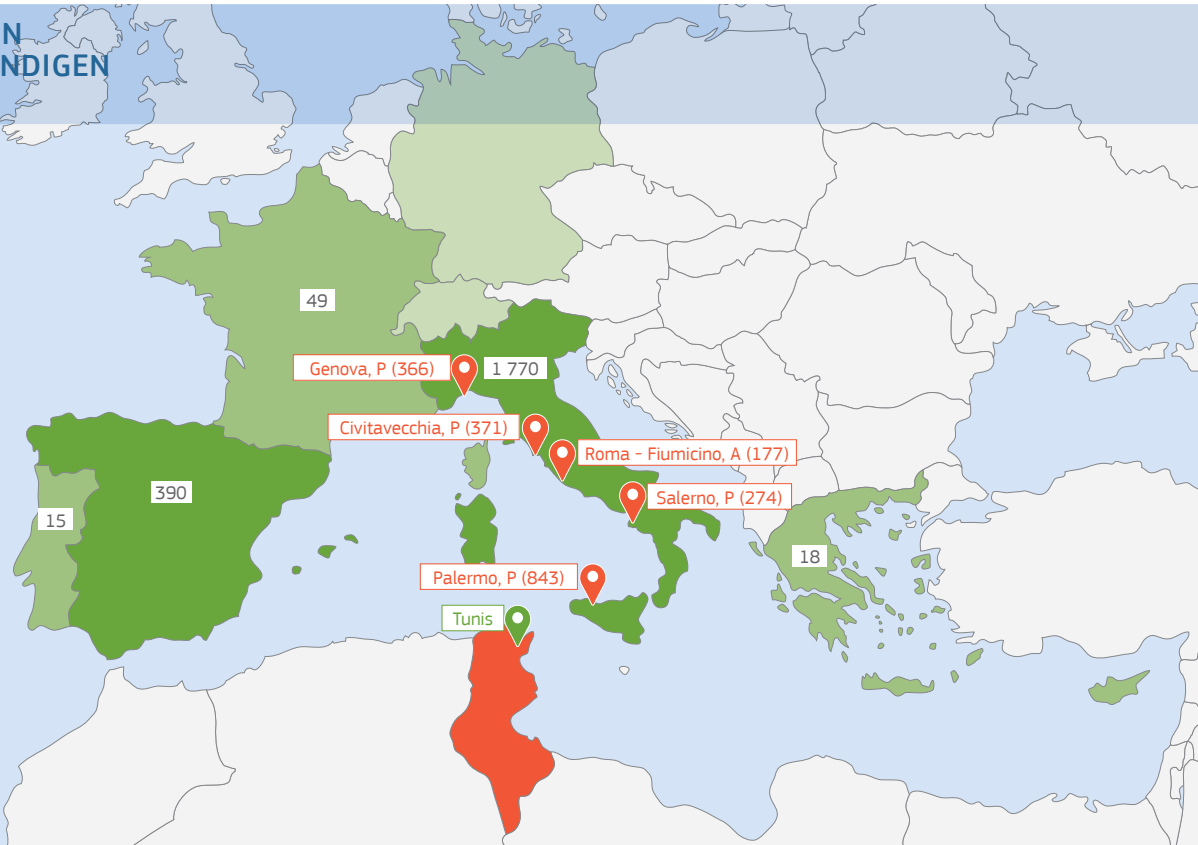 N
NDIGEN
49
Genova, P (366)
1 770
Civitavecchia, P (371)
Roma - Fiumicino, A (177)
390
Salerno, P (274)
15
18
Palermo, P (843)
Tunis